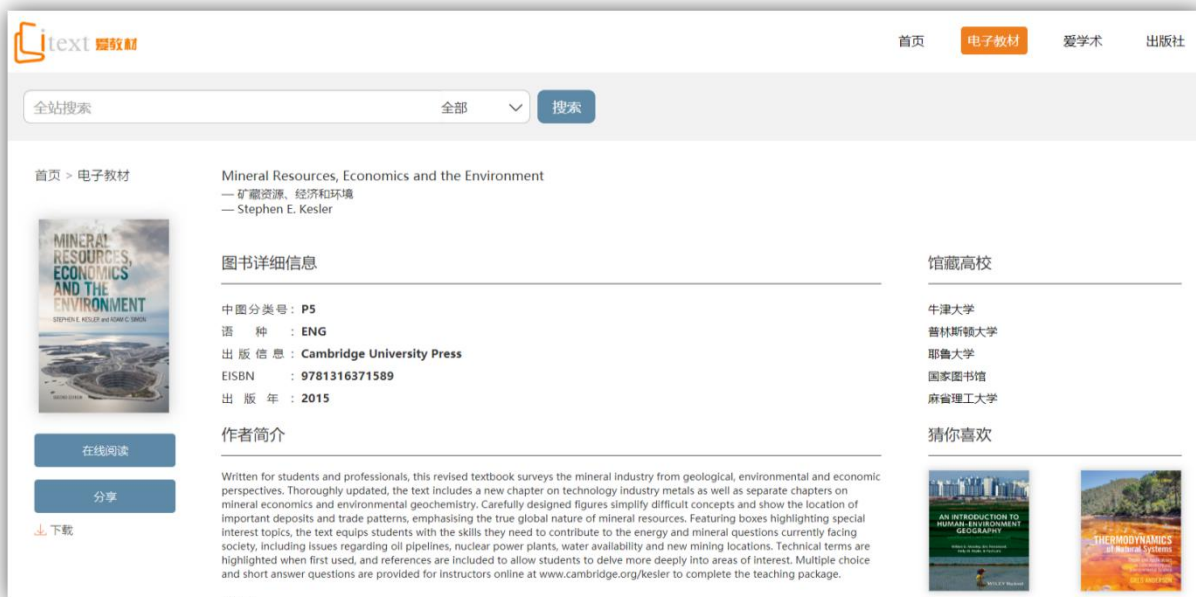 itext 爱教材
首页 电子教材 爱学术 出版社
全站搜索 全部 搜索
首页 > 电子教材
MINERAL
RESOURCES,
ECONOMICS
AND THE
ENVIRONMENT
STEPHEN E. KESLER and ADAM C. SIMON
SECOND EDITION
在线阅读
分享
下载
Mineral Resources, Economics and the Environment
— 矿藏资源、经济和环境
— Stephen E. Kesler
图书详细信息
中图分类号: P5
语 种 : ENG
出 版 信 息 : Cambridge University Press
EISBN : 9781316371589
出 版 年 : 2015
作者简介
Written for students and professionals, this revised textbook surveys the mineral industry from geological, environmental and economic
perspectives. Thoroughly updated, the text includes a new chapter on technology industry metals as well as separate chapters on
mineral economics and environmental geochemistry. Carefully designed figures simplify difficult concepts and show the location of
important deposits and trade patterns, emphasising the true global nature of mineral resources. Featuring boxes highlighting special
interest topics, the text equips students with the skills they need to contribute to the energy and mineral questions currently facing
society, including issues regarding oil pipelines, nuclear power plants, water availability and new mining locations. Technical terms are
highlighted when first used, and references are included to allow students to delve more deeply into areas of interest. Multiple choice
and short answer questions are provided for instructors online at www.cambridge.org/kesler to complete the teaching package.
馆藏高校
牛津大学
普林斯顿大学
耶鲁大学
国家图书馆
麻省理工大学
猜你喜欢
AN INTRODUCTION TO
HUMAN-ENVIRONMENT
GEOGRAPHY
WILEY Blackwell
THERMODYNAMICS
of Natural Systems
GREG ANDERSON